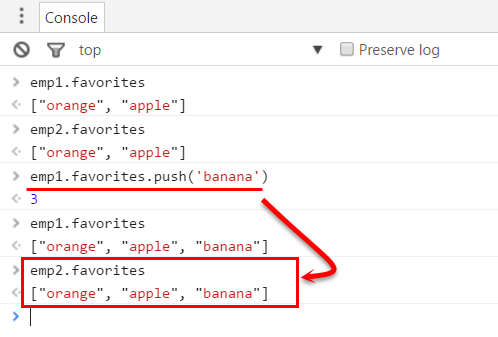 Console
top
Preserve log
emp1.favorites
["orange", "apple"]
emp2.favorites
["orange", "apple"]
emp1.favorites.push('banana')
3
emp1.favorites
["orange", "apple", "banana"]
emp2.favorites
["orange", "apple", "banana"]